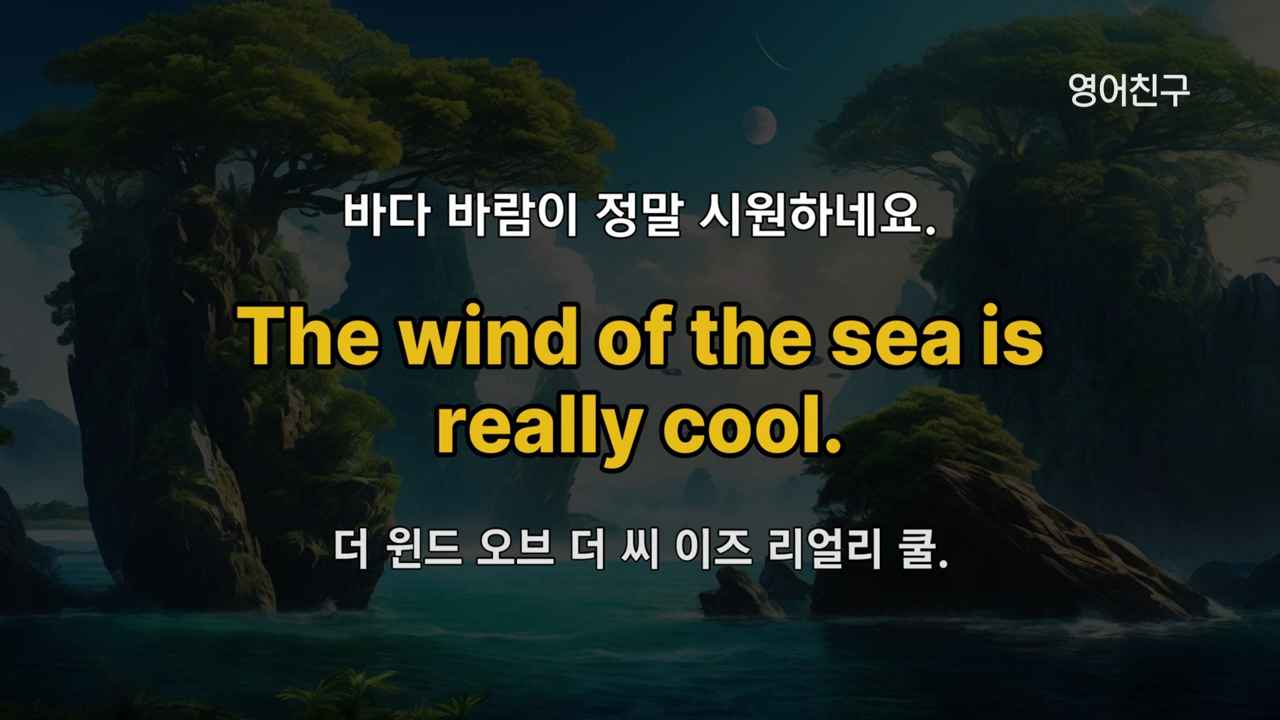 영어친구
바다 바람이 정말 시원하네요.
The wind of the sea is
really cool.
더 윈드 오브 더 씨 이즈 리얼리 쿨.